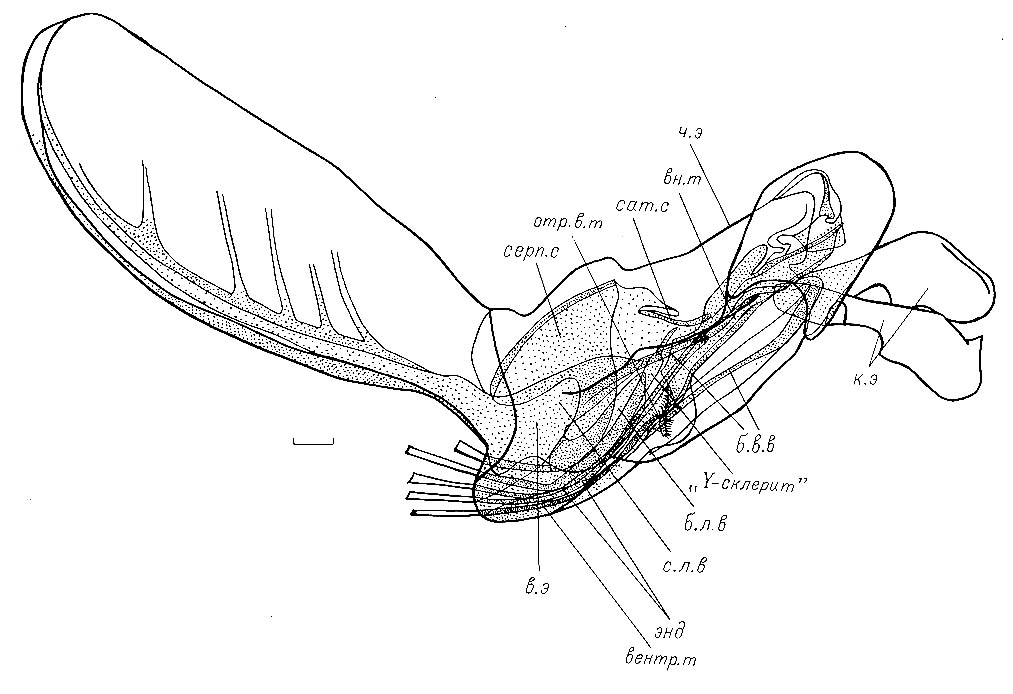 ч.э
вн.т
сат.с
отр.в.т
серп.с
к.э
б.в.в
„Y-склерит”
б.л.в
с.л.в
в.э
энд
вентр.т